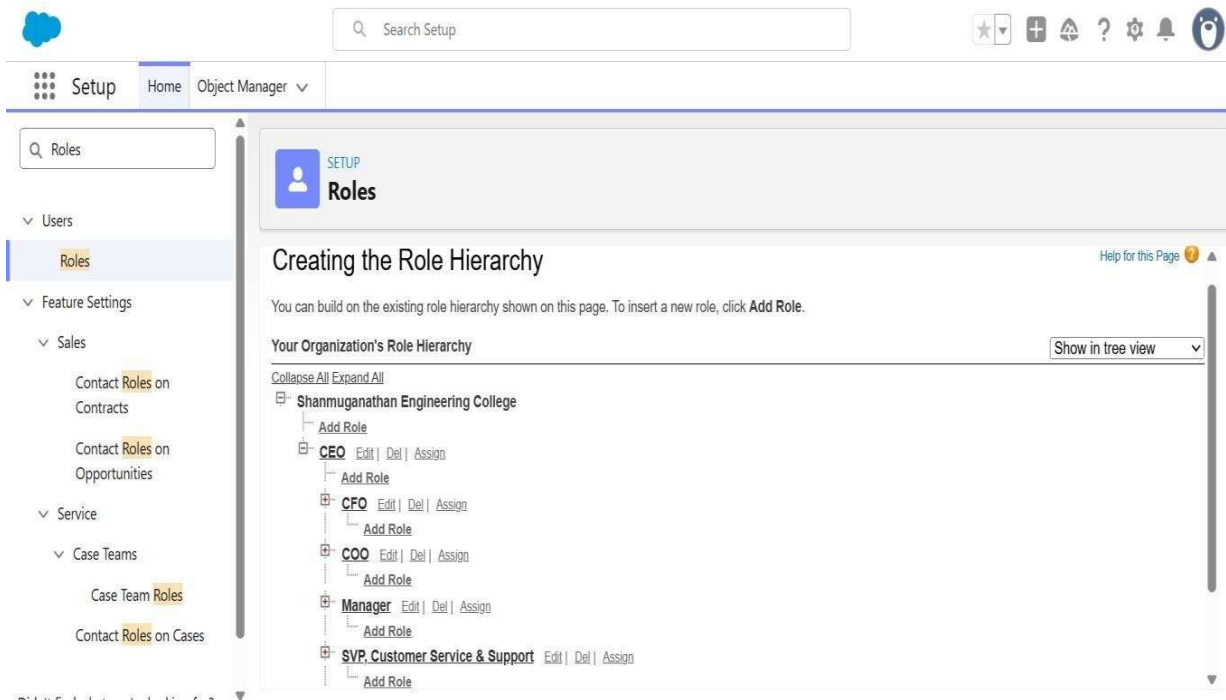 Search Setup
Setup
Home
Object Manager
Roles
Users
Roles
Feature Settings
Sales
Contact Roles on
Contracts
Contact Roles on
Opportunities
Service
Case Teams
Case Team Roles
Contact Roles on Cases
SETUP
Roles
Creating the Role Hierarchy
Help for this Page ?
You can build on the existing role hierarchy shown on this page. To insert a new role, click Add Role.
Your Organization's Role Hierarchy
Show in tree view
Collapse All Expand All
Shanmuganathan Engineering College
Add Role
CEO Edit | Del | Assign
Add Role
CFO Edit | Del | Assign
Add Role
COO Edit | Del | Assign
Add Role
Manager Edit | Del | Assign
Add Role
SVP, Customer Service & Support Edit | Del | Assign
Add Role